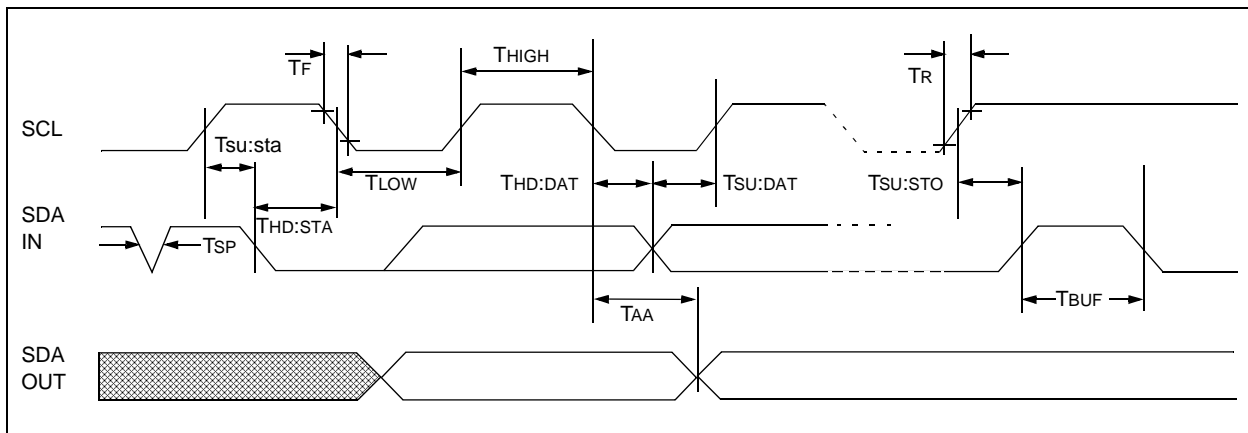 TF
THIGH
TR
SCL
Tsu:sta
TLOW
THD:DAT
TSU:DAT
TSU:STO
SDA
IN
THD:STA
TSP
TAA
TBUF
SDA
OUT